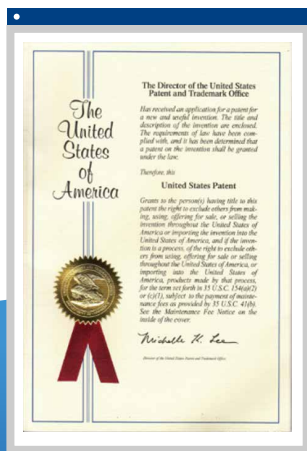 The
United
States
of
America
The Director of the United States
Patent and Trademark Office
Has received an application for a patent for
a new and useful invention. The title and
description of the invention are enclosed.
The requirements of law have been com-
plied with, and it has been determined that
a patent on the invention shall be granted
under the law.
Therefore, this
United States Patent
Grants to the person(s) having title to this
patent the right to exclude others from mak-
ing, using, offering for sale, or selling the
invention throughout the United States of
America or importing the invention into the
United States of America, and if the inven-
tion is a process, of the right to exclude oth-
ers from using, offering for sale or selling
throughout the United States of America, or
importing into the United States of
America, products made by that process,
for the term set forth in 35 U.S.C. 154(a)(2)
or (c)(1), subject to the payment of mainte-
nance fees as provided by 35 U.S.C. 41(b).
See the Maintenance Fee Notice on the
inside of the cover.
Michelle K. Lee
Director of the United States Patent and Trademark Office